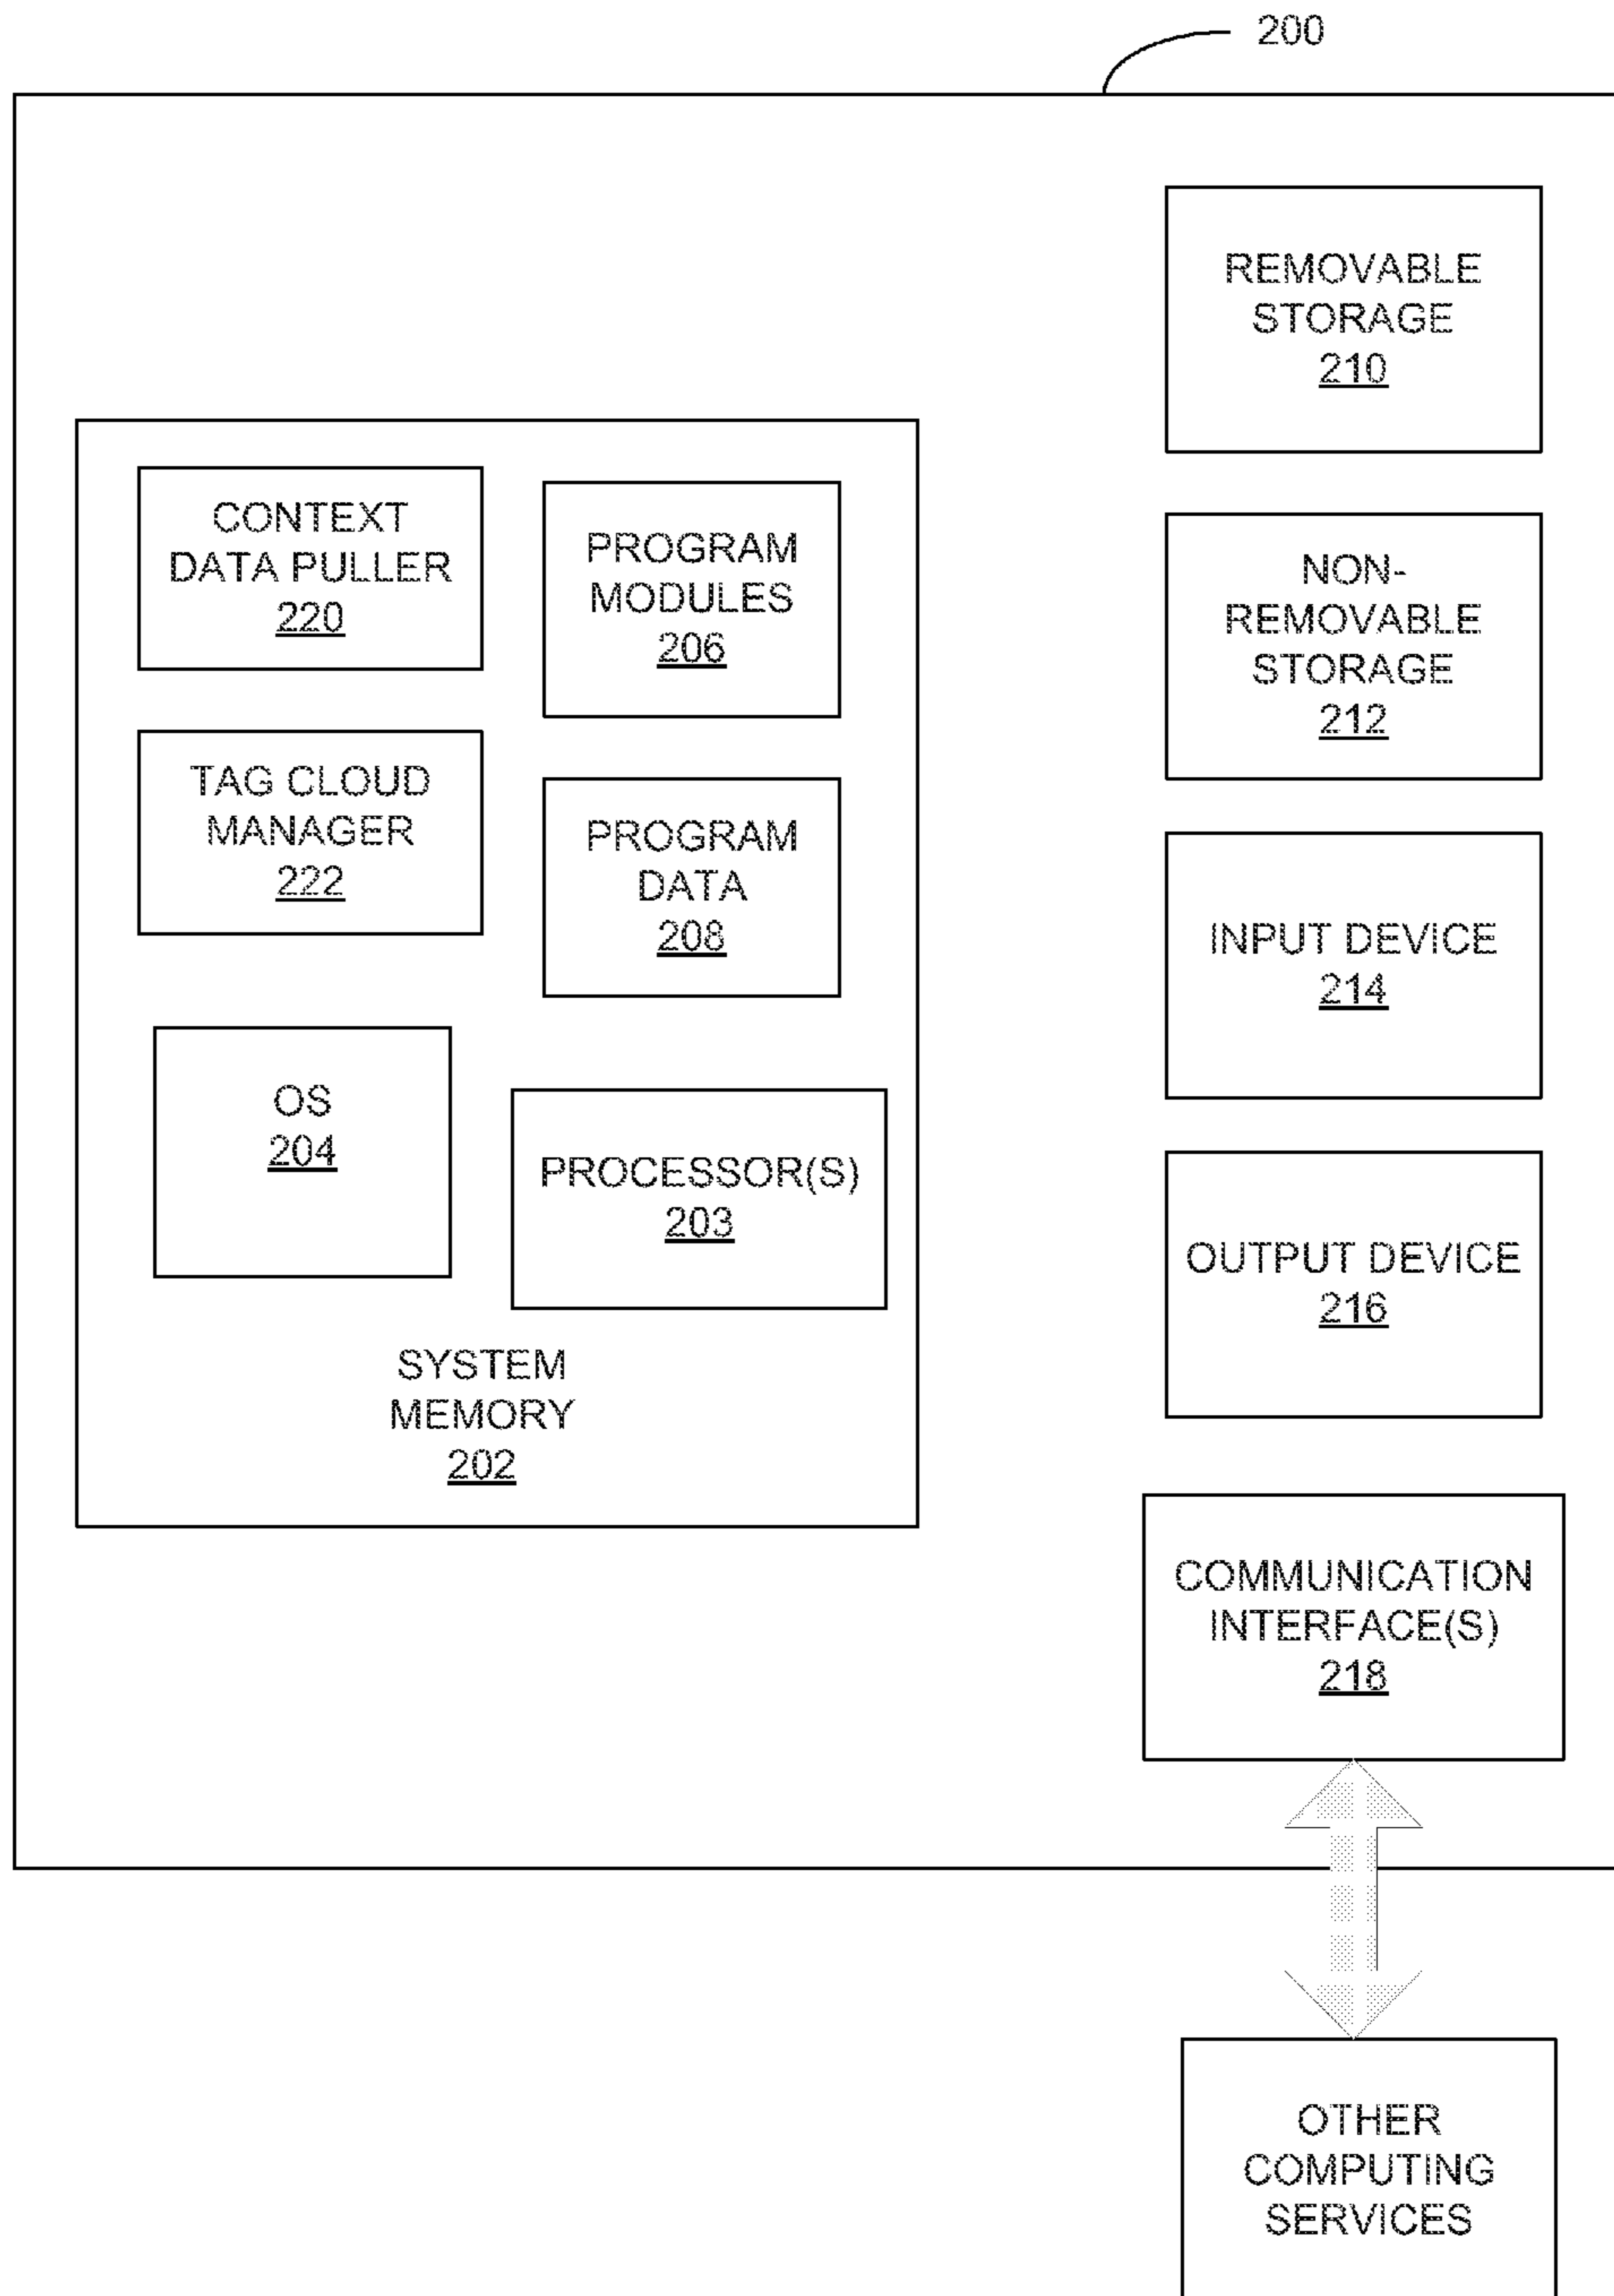 200
REMOVABLE
STORAGE
210
CONTEXT
DATA PULLER
220
PROGRAM
MODULES
206
NON-
REMOVABLE
STORAGE
212
TAG CLOUD
MANAGER
222
PROGRAM
DATA
208
INPUT DEVICE
214
OS
204
PROCESSOR(S)
203
OUTPUT DEVICE
216
SYSTEM
MEMORY
202
COMMUNICATION
INTERFACE(S)
218
OTHER
COMPUTING
SERVICES